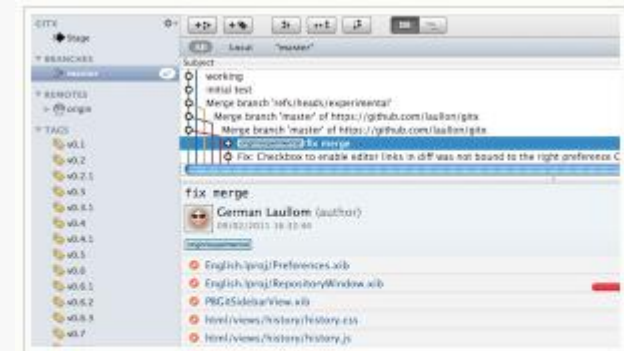 GITX
Stage
BRANCHES
master
REMOTES
origin
TAGS
v0.1
v0.2
v0.2.1
v0.3
v0.3.1
v0.4
v0.4.1
v0.5
v0.6
v0.6.1
v0.6.2
v0.6.3
v0.7
All Local "master"
Subject
working
initial test
Merge branch 'refs/heads/experimental'
Merge branch 'master' of https://github.com/laullon/gitx
Merge branch 'master' of https://github.com/laullon/gitx
fix merge
Fix: Checkbox to enable editor links in diff was not bound to the right preference
fix merge
German Laullon (author)
English.lproj/Preferences.xib
English.lproj/RepositoryWindow.xib
PBGitSidebarView.xib
html/views/history/history.css
html/views/history/history.js